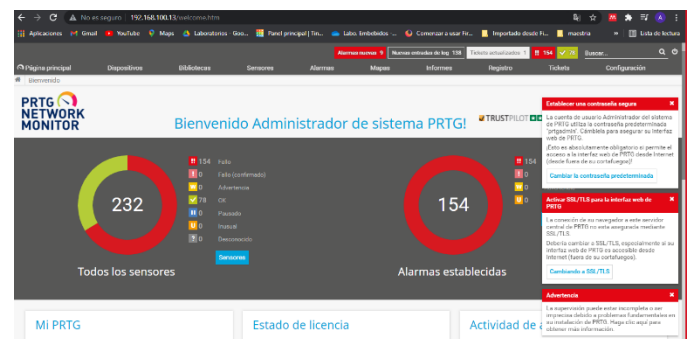 No es seguro | 192.168.100.13/welcome.htm
Aplicaciones Gmail YouTube Maps Laboratorios - Goo... Panel principal | Tin... Labo. Embebidos -... Comenzar a usar Fir... Importado desde Fi... maestria » Lista de lectura
Alarmas nuevas 9 Nuevas entradas de log 138 Tickets actualizados 1 !! 154 78 Buscar...
Página principal Dispositivos Bibliotecas Sensores Alarmas Mapas Informes Registro Tickets Configuración
Bienvenido
PRTG
NETWORK
MONITOR
Bienvenido Administrador de sistema PRTG!
TRUSTPILOT
232
Todos los sensores
!! 154 Fallo
! 0 Fallo (confirmado)
W 0 Advertencia
78 OK
II 0 Pausado
U 0 Inusual
? 0 Desconocido
Sensores
154
Alarmas establecidas
!! 154
! 0
W 0
U 0
Establecer una contraseña segura ×
La cuenta de usuario Administrador del sistema
de PRTG utiliza la contraseña predeterminada
'prtgadmin'. Cámbiela para asegurar su interfaz
web de PRTG.
¡Esto es absolutamente obligatorio si permite el
acceso a la interfaz web de PRTG desde Internet
(desde fuera de su cortafuegos)!
Cambiar la contraseña predeterminada
Activar SSL/TLS para la interfaz web de ×
PRTG
La conexión de su navegador a este servidor
central de PRTG no esta asegurada mediante
SSL/TLS.
Debería cambiar a SSL/TLS, especialmente si su
interfaz web de PRTG es accesible desde
Internet (fuera de su cortafuegos).
Cambiando a SSL/TLS
Advertencia ×
La supervisión puede estar incompleta o ser
imprecisa debido a problemas fundamentales en
su instalación de PRTG. Haga clic aquí para
obtener más información.
Mi PRTG
Estado de licencia
Actividad de